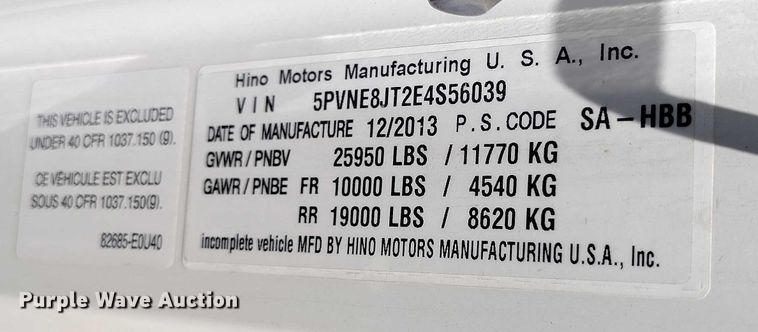 THIS VEHICLE IS EXCLUDED
UNDER 40 CFR 1037.150 (9).
CE VÉHICULE EST EXCLU
SOUS 40 CFR 1037.150(9).
82685-E0U40
Hino Motors Manufacturing U. S. A., Inc.
VIN 5PVNE8JT2E4S56039
DATE OF MANUFACTURE 12/2013 P.S. CODE SA-HBB
GVWR / PNBV 25950 LBS / 11770 KG
GAWR / PNBE FR 10000 LBS / 4540 KG
RR 19000 LBS / 8620 KG
incomplete vehicle MFD BY HINO MOTORS MANUFACTURING U.S.A., Inc.
Purple Wave Auction